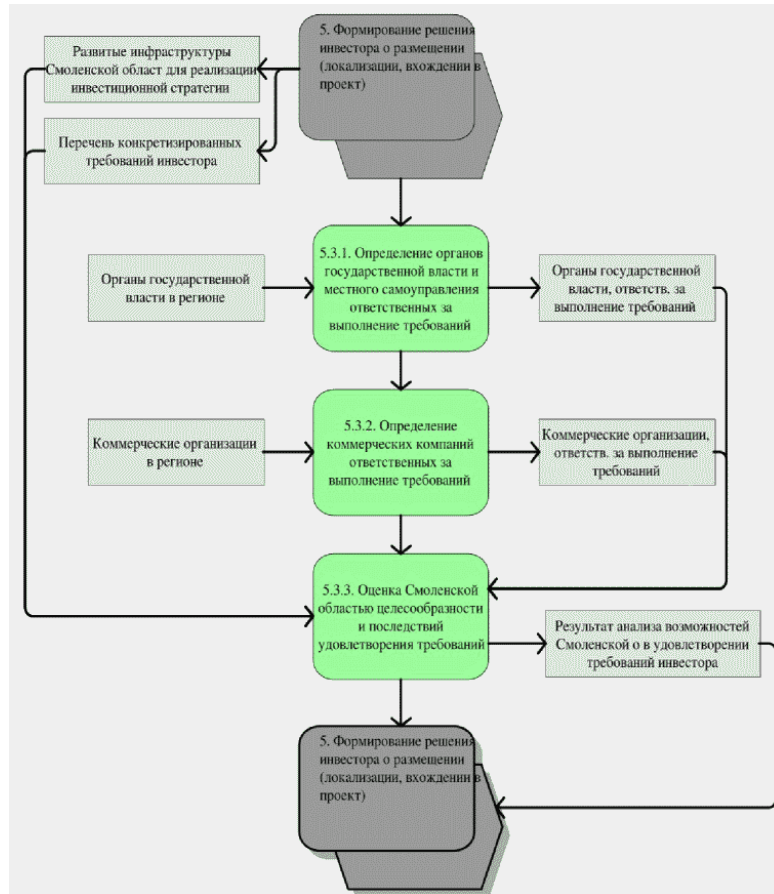 5. Формирование решения
инвестора о размещении
(локализации, вхождении в
проект)
Развитые инфраструктуры
Смоленской област для реализации
инвестиционной стратегии
Перечень конкретизированных
требований инвестора
5.3.1. Определение органов
государственной власти и
местного самоуправления
ответственных за
выполнение требований
Органы государственной
власти в регионе
Органы государственной
власти, ответств. за
выполнение требований
5.3.2. Определение
коммерческих компаний
ответственных за
выполнение требований
Коммерческие организации
в регионе
Коммерческие организации,
ответств. за выполнение
требований
5.3.3. Оценка Смоленской
областью целесообразности
и последствий
удовлетворения требований
Результат анализа возможностей
Смоленской о в удовлетворении
требований инвестора
5. Формирование решения
инвестора о размещении
(локализации, вхождении в
проект)